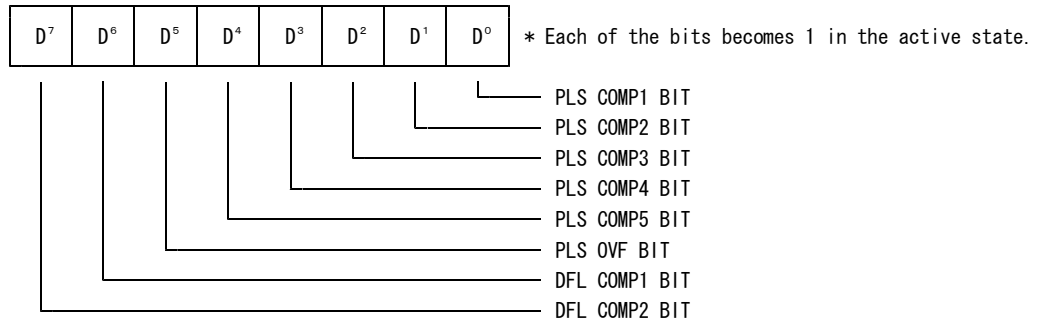 D⁷ D⁶ D⁵ D⁴ D³ D² D¹ D⁰ * Each of the bits becomes 1 in the active state.
PLS COMP1 BIT
PLS COMP2 BIT
PLS COMP3 BIT
PLS COMP4 BIT
PLS COMP5 BIT
PLS OVF BIT
DFL COMP1 BIT
DFL COMP2 BIT